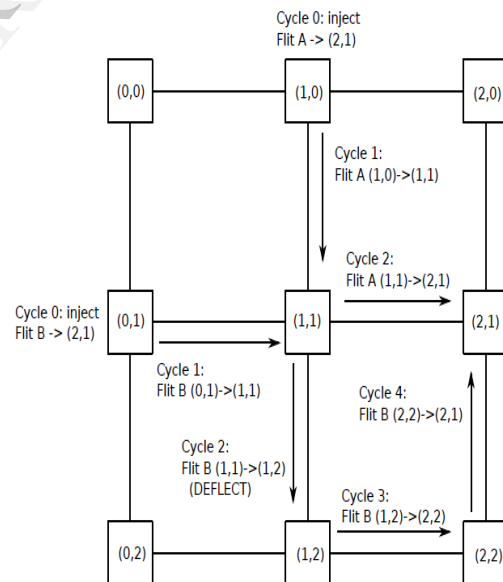 Cycle 0: inject
Flit A -> (2,1)
(0,0)
(1,0)
(2,0)
Cycle 1:
Flit A (1,0)->(1,1)
Cycle 2:
Flit A (1,1)->(2,1)
Cycle 0: inject
Flit B -> (2,1)
(0,1)
(1,1)
(2,1)
Cycle 1:
Flit B (0,1)->(1,1)
Cycle 4:
Flit B (2,2)->(2,1)
Cycle 2:
Flit B (1,1)->(1,2)
(DEFLECT)
Cycle 3:
Flit B (1,2)->(2,2)
(0,2)
(1,2)
(2,2)